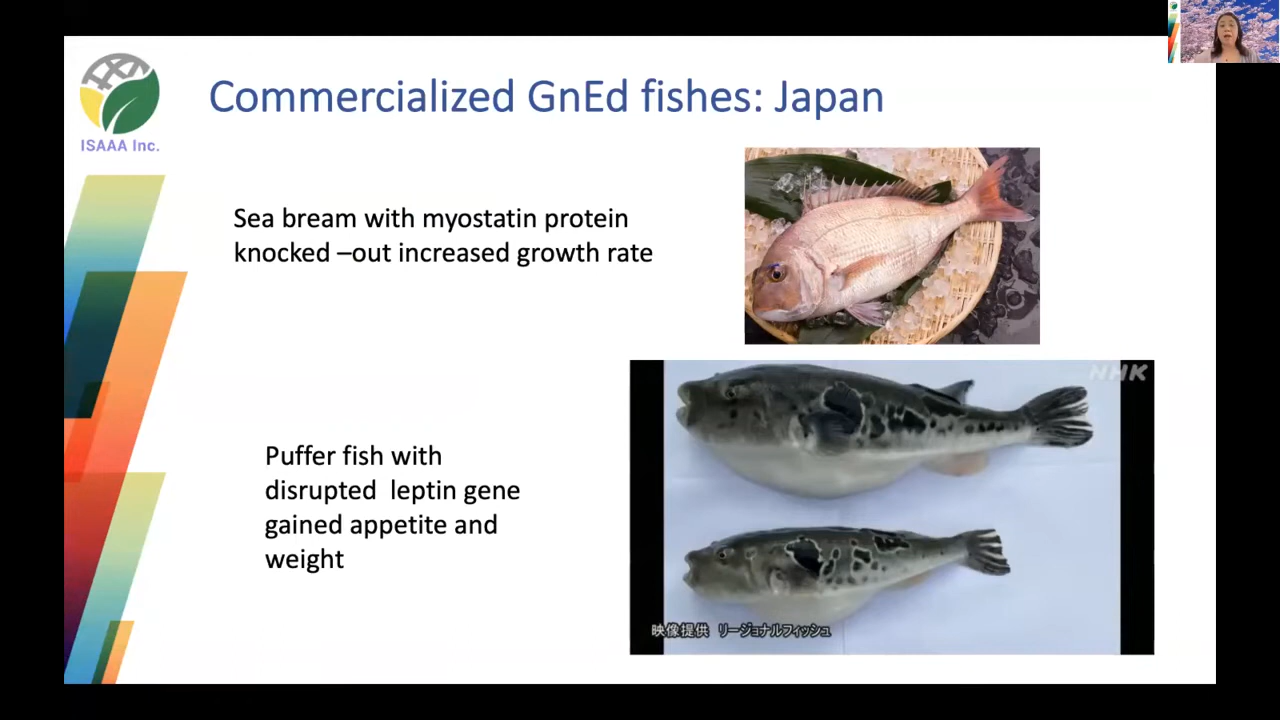 Commercialized GnEd fishes: Japan
ISAAA Inc.
Sea bream with myostatin protein
knocked –out increased growth rate
Puffer fish with
disrupted leptin gene
gained appetite and
weight
NHK
映像提供 リージョナルフィッシュ